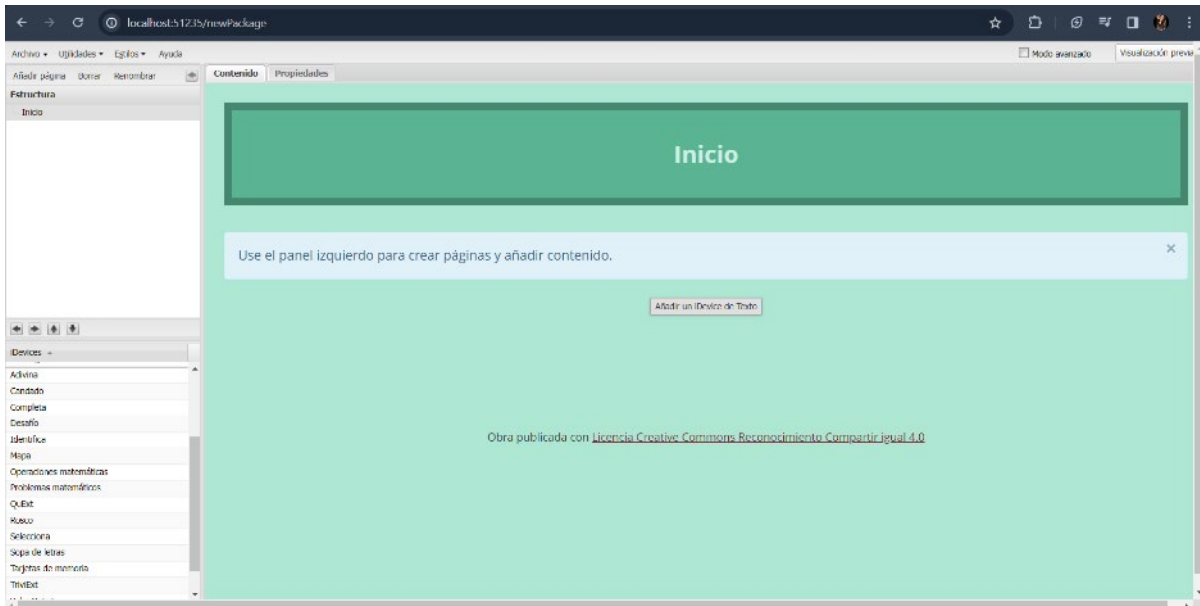 localhost:51235/newPackage
Archivo Utilidades Estilos Ayuda
Modo avanzado
Visualización previa
Añadir página Borrar Renombrar
Contenido Propiedades
Estructura
Inicio
Inicio
Use el panel izquierdo para crear páginas y añadir contenido.
×
Añadir un iDevice de Texto
iDevices
Adivina
Candado
Completa
Desafío
Identifica
Mapa
Operaciones matemáticas
Problemas matemáticos
QuExt
Rosco
Selecciona
Sopa de letras
Tarjetas de memoria
TriviExt
Obra publicada con Licencia Creative Commons Reconocimiento Compartir igual 4.0